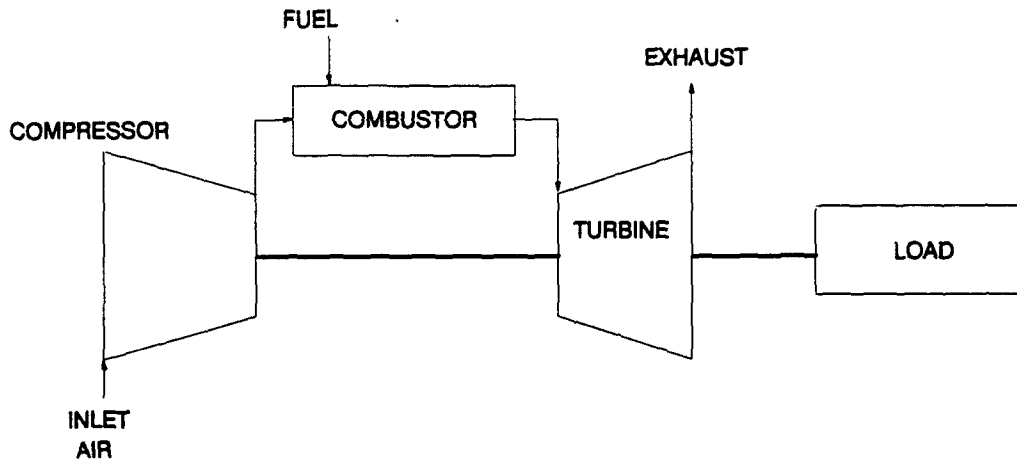 FUEL
EXHAUST
COMBUSTOR
COMPRESSOR
TURBINE
LOAD
INLET
AIR